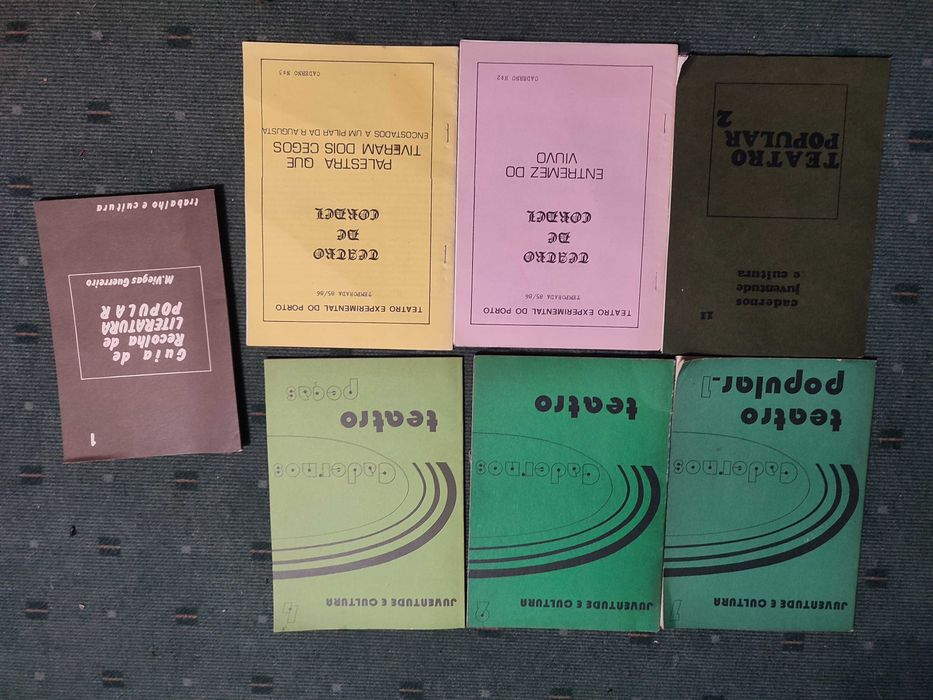 JUVENTUDE E CULTURA
Cadernos
teatro
popular-1
JUVENTUDE E CULTURA
Cadernos
teatro
4
JUVENTUDE E CULTURA
Cadernos
teatro
peças
11
cadernos
juventude
e cultura
TEATRO
POPULAR
2
TEATRO EXPERIMENTAL DO PORTO
TEMPORADA 85/86
TEATRO
DE
CORDEL
ENTREMEZ DO
VIUVO
CADERNO Nº2
TEATRO EXPERIMENTAL DO PORTO
TEMPORADA 85/86
TEATRO
DE
CORDEL
PALESTRA QUE
TIVERAM DOIS CEGOS
ENCOSTADOS A UM PILAR DA R AUGUSTA
CADERNO Nº3
1
Guia de
Recolha de
LITERATURA
POPULAR
M.Viegas Guerreiro
trabalho e cultura